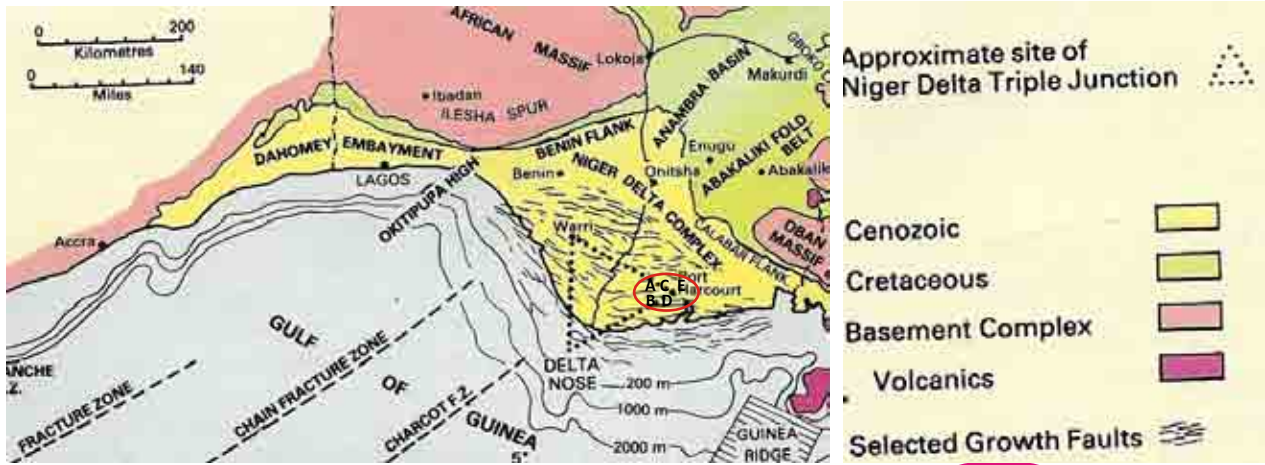 0 200
Kilometres
0 140
Miles
AFRICAN
MASSIF
Lokoja
Makurdi
GBOKO
ANAMBRA BASIN
Ibadan
ILESHA SPUR
BENIN FLANK
DAHOMEY EMBAYMENT
LAGOS
OKITIPUPA HIGH
Benin
NIGER DELTA COMPLEX
Onitsha
Enugu
ABAKALIKI FOLD
BELT
Abakalik
OBAN
MASSIF
CALABAR FLANK
Accra
Warri
A C E
B D
Port
Harcourt
GULF
OF
GUINEA
DELTA
NOSE
200 m
1000 m
2000 m
ANCHE
Z.
FRACTURE ZONE
CHAIN FRACTURE ZONE
CHARCOT F Z
5°
GUINEA
RIDGE
Approximate site of
Niger Delta Triple Junction
Cenozoic
Cretaceous
Basement Complex
Volcanics
Selected Growth Faults